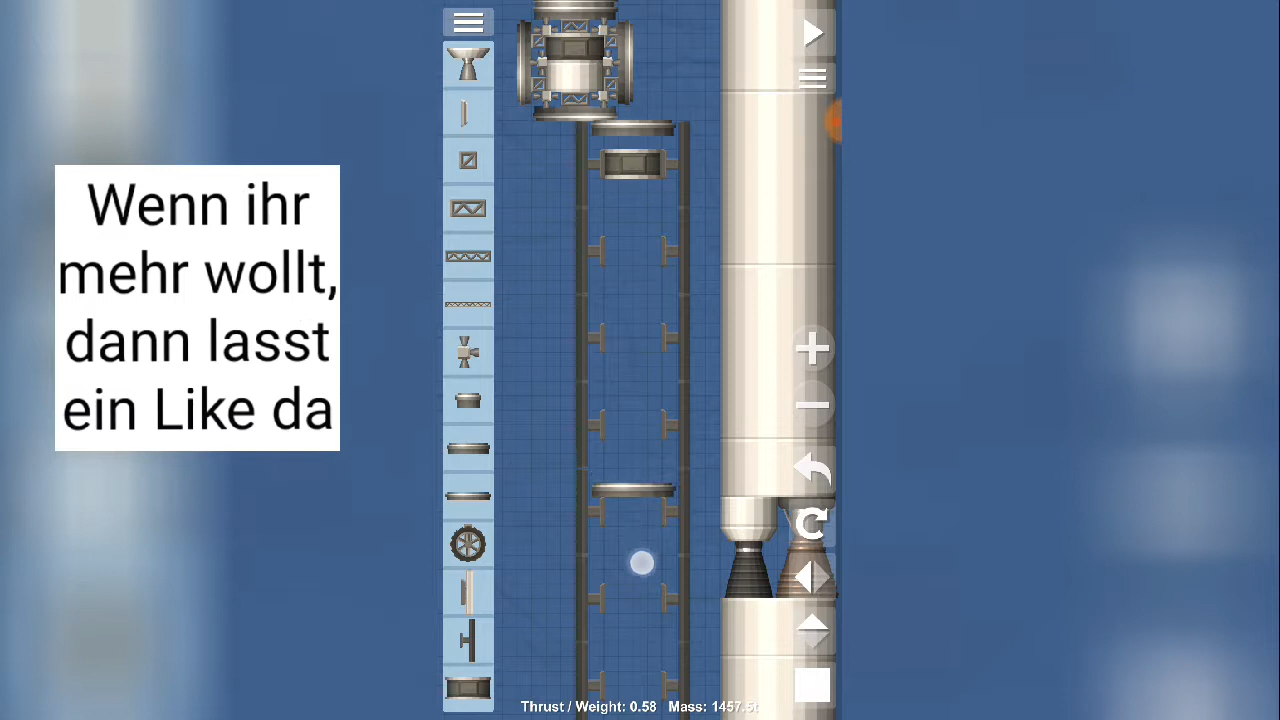 Wenn ihr
mehr wollt,
dann lasst
ein Like da
Thrust / Weight: 0.58 Mass: 1457.5t